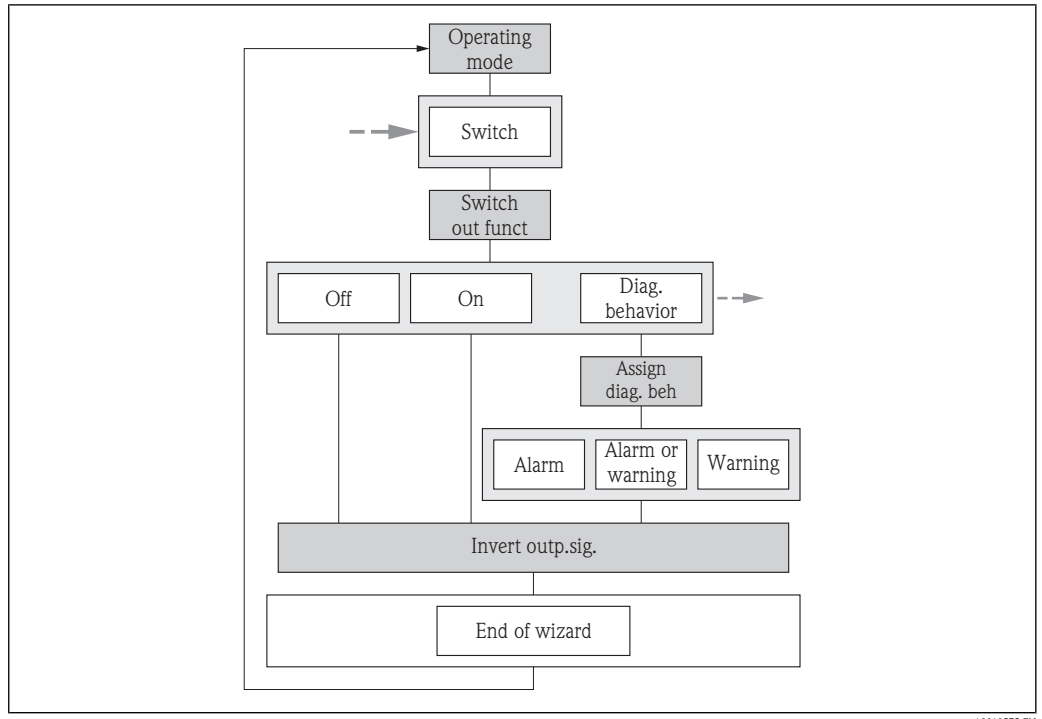 Operating
mode
Switch
Switch
out funct
Off
On
Diag.
behavior
Assign
diag. beh
Alarm
Alarm or
warning
Warning
Invert outp.sig.
End of wizard